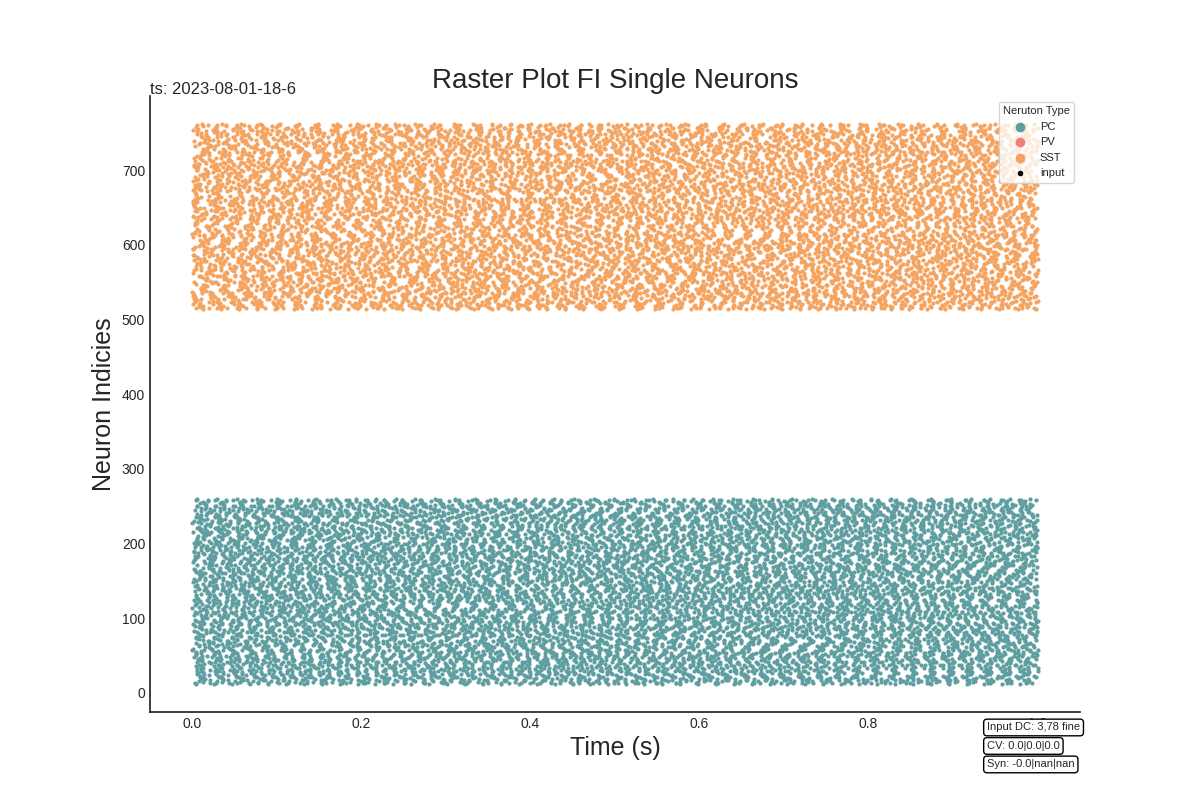 Raster Plot FI Single Neurons
ts: 2023-08-01-18-6
Neruton Type
PC
PV
SST
input
Neuron Indicies
700
600
500
400
300
200
100
0
0.0 0.2 0.4 0.6 0.8
Time (s)
Input DC: 3,78 fine
CV: 0.0|0.0|0.0
Syn: -0.0|nan|nan